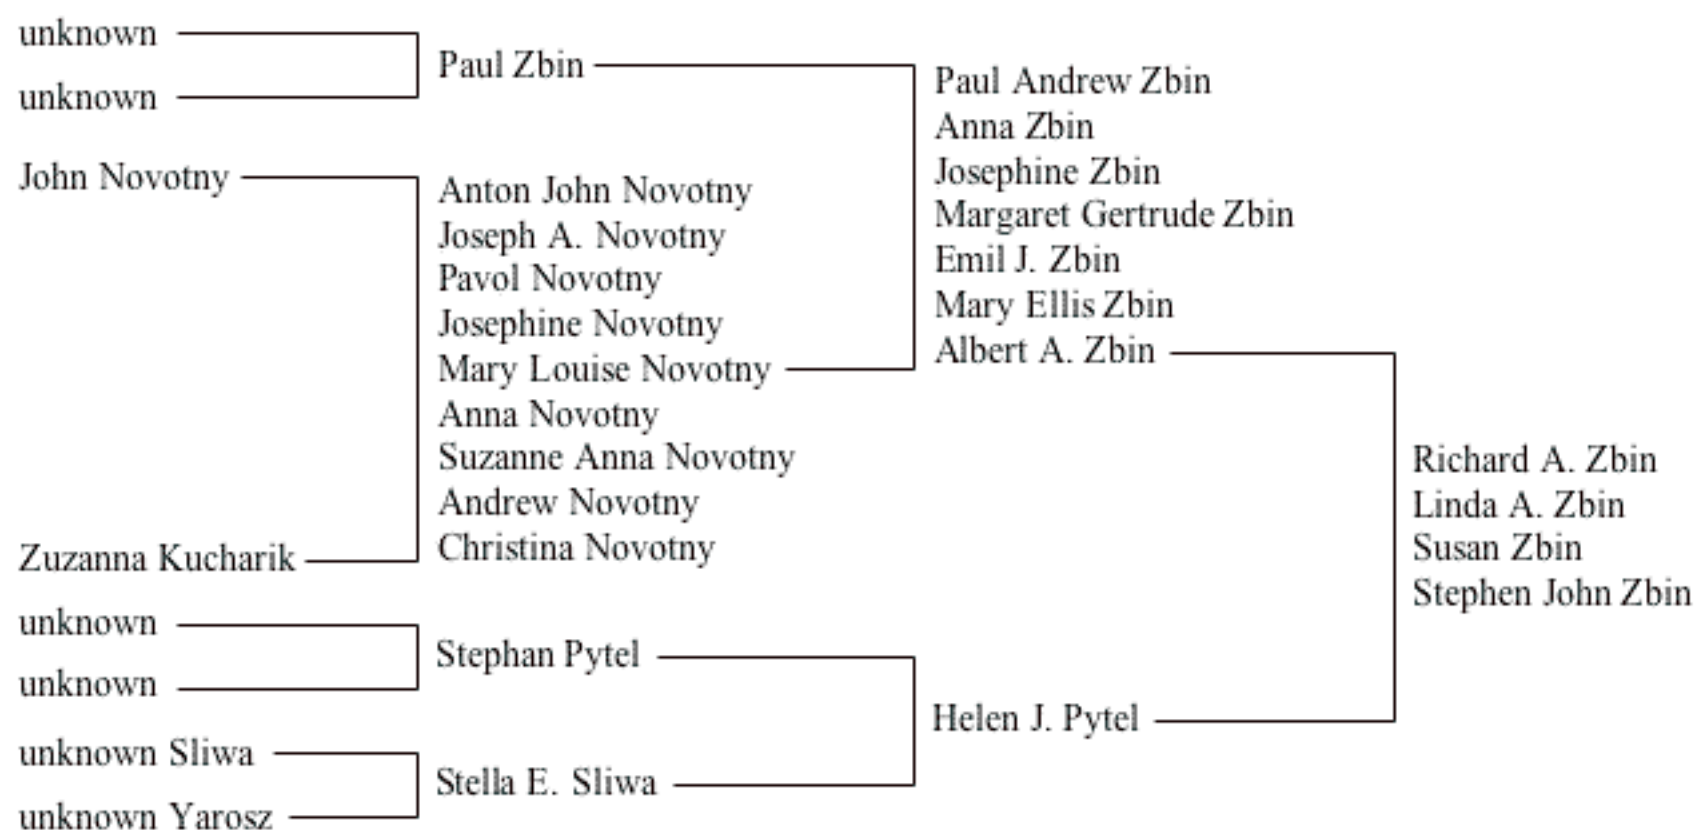 unknown
unknown
John Novotny
Zuzanna Kucharik
unknown
unknown
unknown Sliwa
unknown Yarosz
Paul Zbin
Anton John Novotny
Joseph A. Novotny
Pavol Novotny
Josephine Novotny
Mary Louise Novotny
Anna Novotny
Suzanne Anna Novotny
Andrew Novotny
Christina Novotny
Stephan Pytel
Stella E. Sliwa
Paul Andrew Zbin
Anna Zbin
Josephine Zbin
Margaret Gertrude Zbin
Emil J. Zbin
Mary Ellis Zbin
Albert A. Zbin
Helen J. Pytel
Richard A. Zbin
Linda A. Zbin
Susan Zbin
Stephen John Zbin